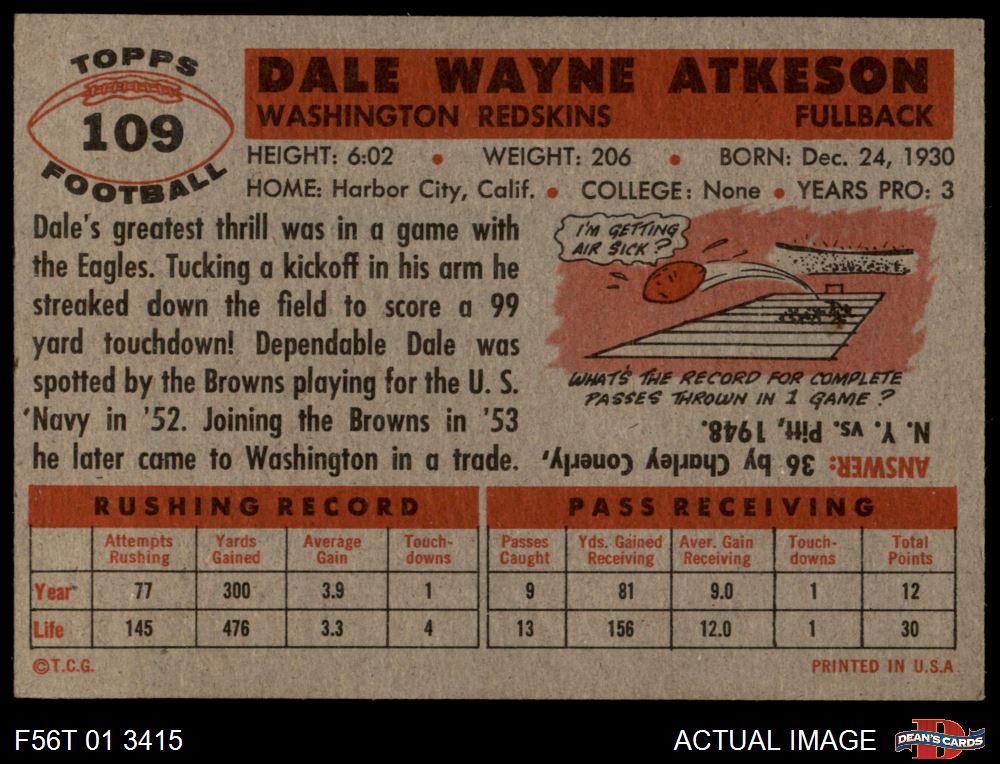 TOPPS
109
FOOTBALL
DALE WAYNE ATKESON
WASHINGTON REDSKINS FULLBACK
HEIGHT: 6:02 • WEIGHT: 206 • BORN: Dec. 24, 1930
HOME: Harbor City, Calif. • COLLEGE: None • YEARS PRO: 3
Dale's greatest thrill was in a game with
the Eagles. Tucking a kickoff in his arm he
streaked down the field to score a 99
yard touchdown! Dependable Dale was
spotted by the Browns playing for the U. S.
'Navy in '52. Joining the Browns in '53
he later came to Washington in a trade.
I'M GETTING
AIR SICK?
WHAT'S THE RECORD FOR COMPLETE
PASSES THROWN IN 1 GAME?
ANSWER: 36 by Charley Conerly,
N. Y. vs. Pitt, 1948.
RUSHING RECORD
Attempts Rushing Yards Gained Average Gain Touch-downs
Year 77 300 3.9 1
Life 145 476 3.3 4
PASS RECEIVING
Passes Caught Yds. Gained Receiving Aver. Gain Receiving Touch-downs Total Points
9 81 9.0 1 12
13 156 12.0 1 30
©T.C.G. PRINTED IN U.S.A.
F56T 01 3415 ACTUAL IMAGE DEAN'S CARDS